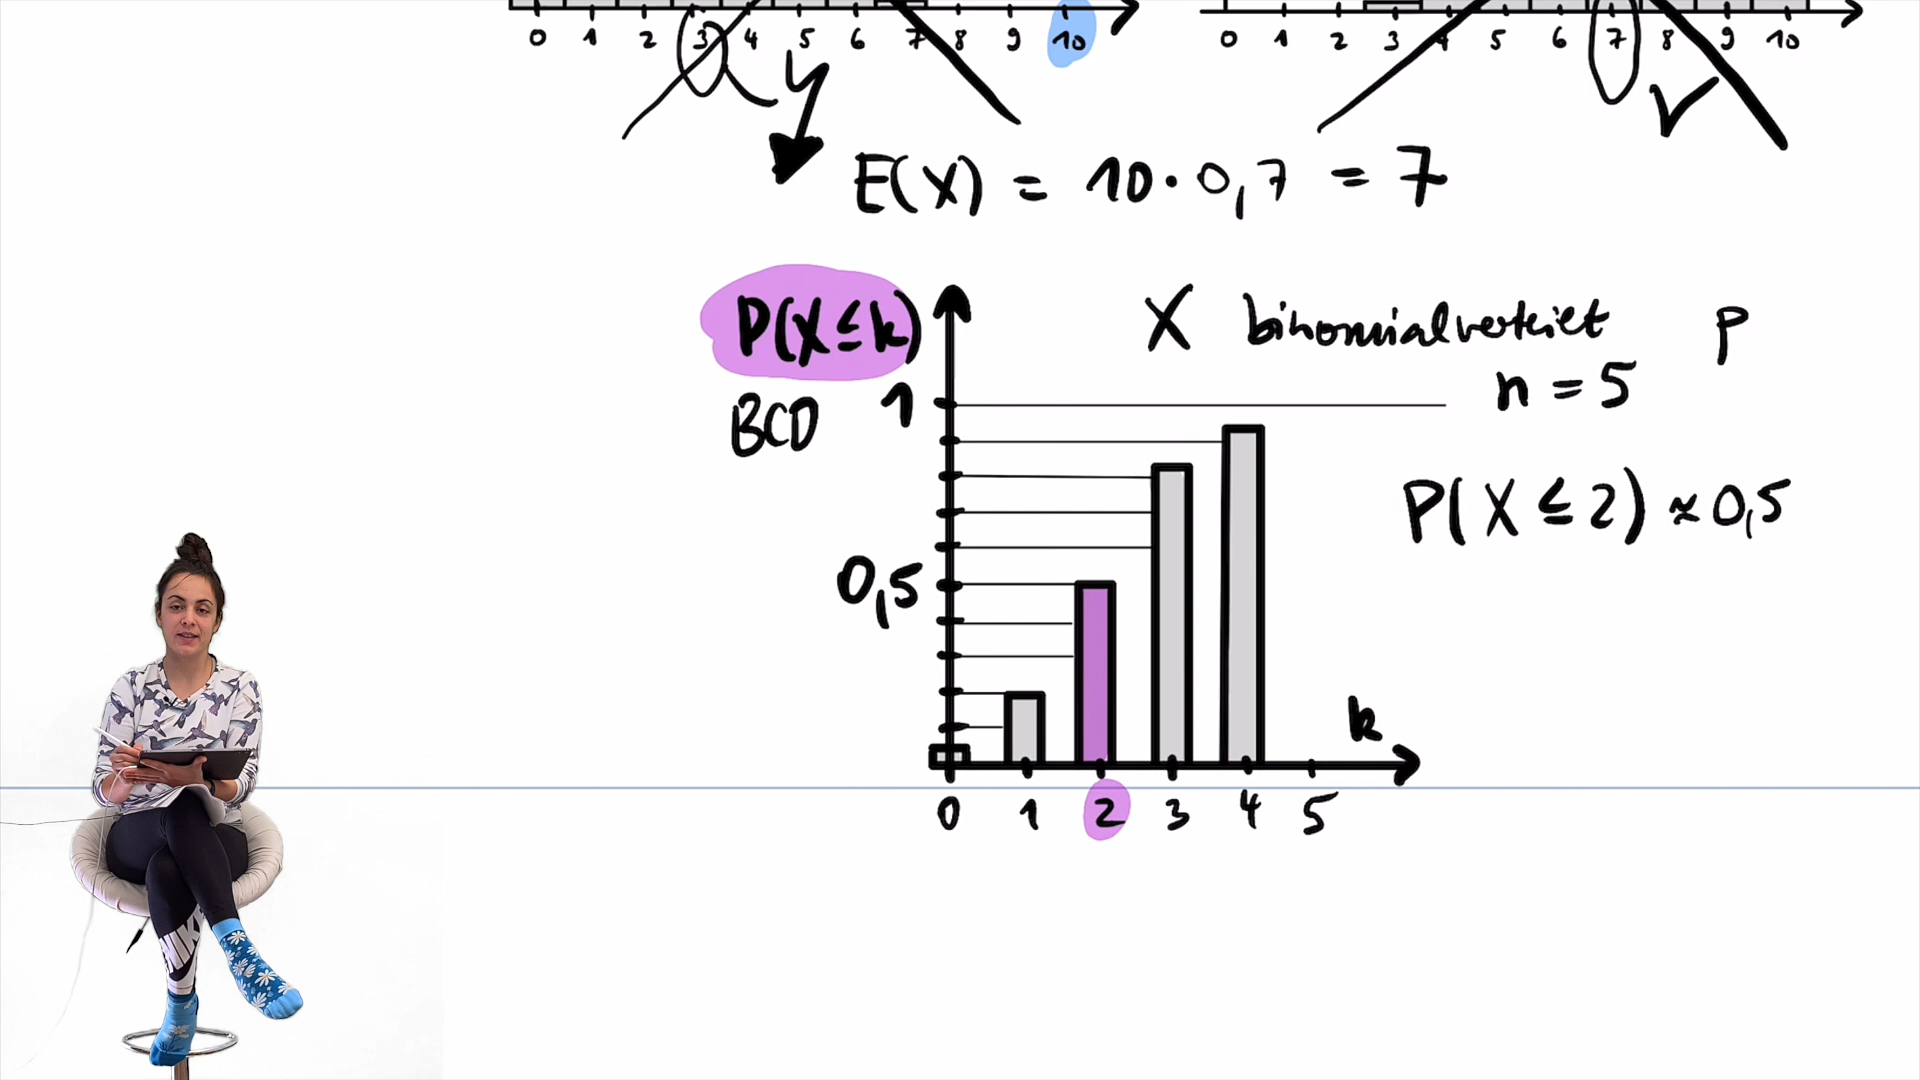 0 1 2 3 4 5 6 7 8 9 10
0 1 2 3 4 5 6 7 8 9 10
E(X) = 10 · 0,7 = 7
P(X ≤ k)
X binomialverteilt p
n = 5
BCD
1
P(X ≤ 2) ≈ 0,5
0,5
k
0 1 2 3 4 5